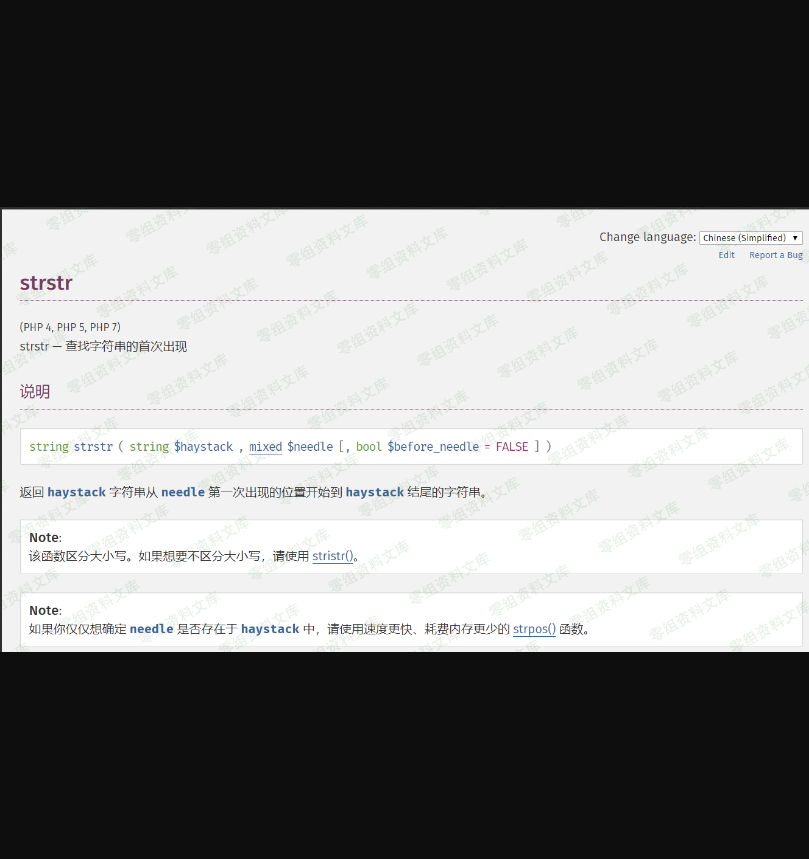 Change language: Chinese (Simplified)
Edit Report a Bug
strstr
(PHP 4, PHP 5, PHP 7)
strstr — 查找字符串的首次出现
说明
string strstr ( string $haystack , mixed $needle [, bool $before_needle = FALSE ] )
返回 haystack 字符串从 needle 第一次出现的位置开始到 haystack 结尾的字符串。
Note:
该函数区分大小写。如果想要不区分大小写，请使用 stristr()。
Note:
如果你仅仅想确定 needle 是否存在于 haystack 中，请使用速度更快、耗费内存更少的 strpos() 函数。
零组资料文库